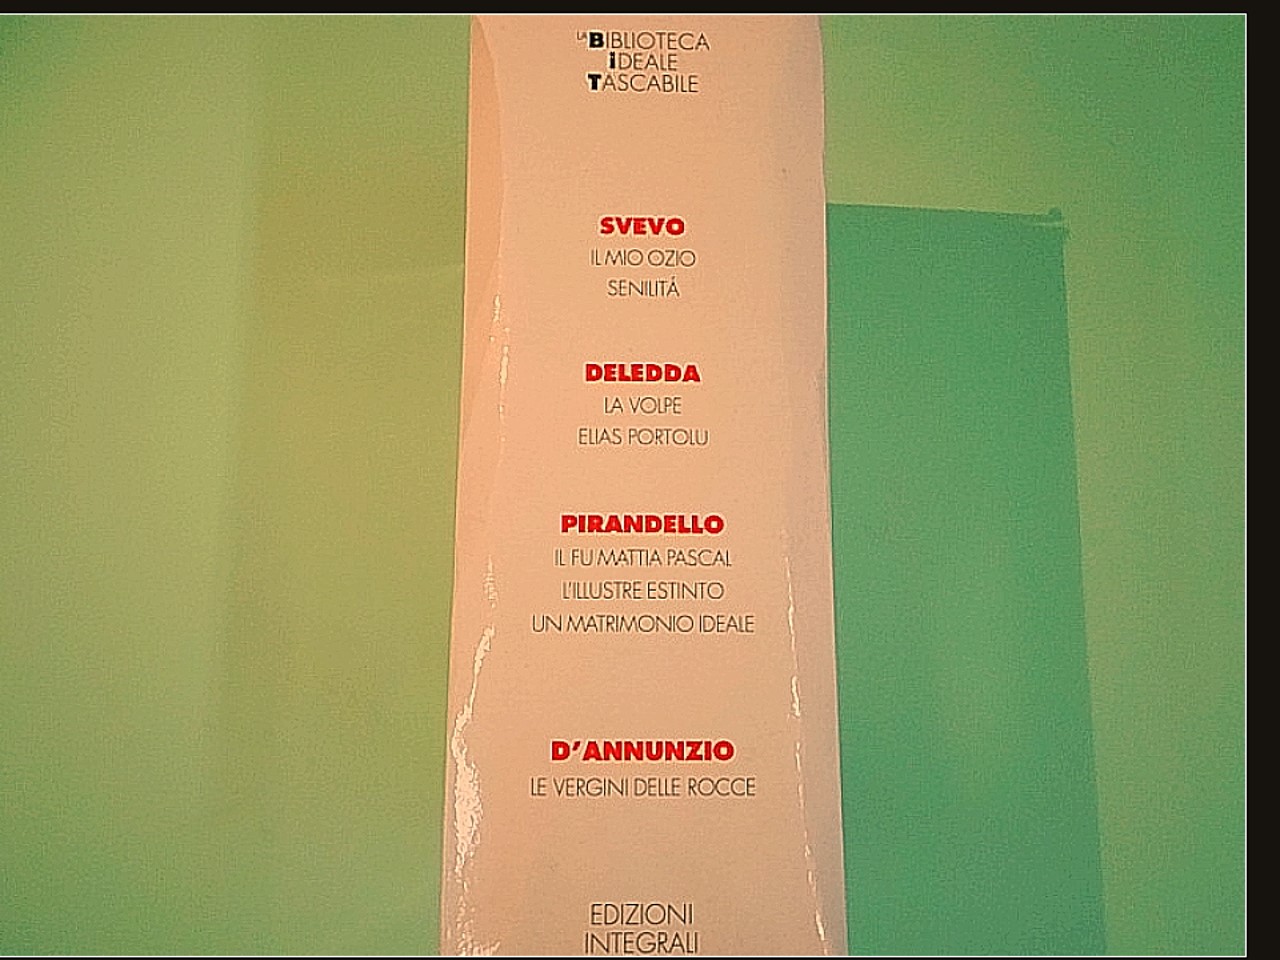 LA BIBLIOTECA
iDEALE
TASCABILE
SVEVO
IL MIO OZIO
SENILITÁ
DELEDDA
LA VOLPE
ELIAS PORTOLU
PIRANDELLO
IL FU MATTIA PASCAL
L'ILLUSTRE ESTINTO
UN MATRIMONIO IDEALE
D'ANNUNZIO
LE VERGINI DELLE ROCCE
EDIZIONI
INTEGRALI